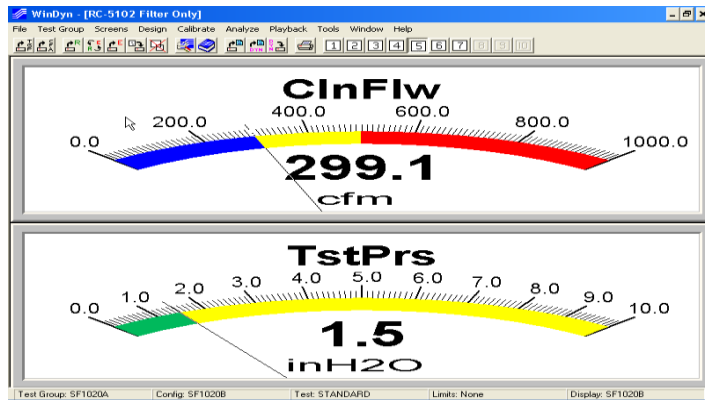 WinDyn - [RC-5102 Filter Only]
File Test Group Screens Design Calibrate Analyze Playback Tools Window Help
1 2 3 4 5 6 7 8 9 10
ClnFlw
0.0 200.0 400.0 600.0 800.0 1000.0
299.1
cfm
TstPrs
0.0 1.0 2.0 3.0 4.0 5.0 6.0 7.0 8.0 9.0 10.0
1.5
inH2O
Test Group: SF1020A Config: SF1020B Test: STANDARD Limits: None Display: SF1020B